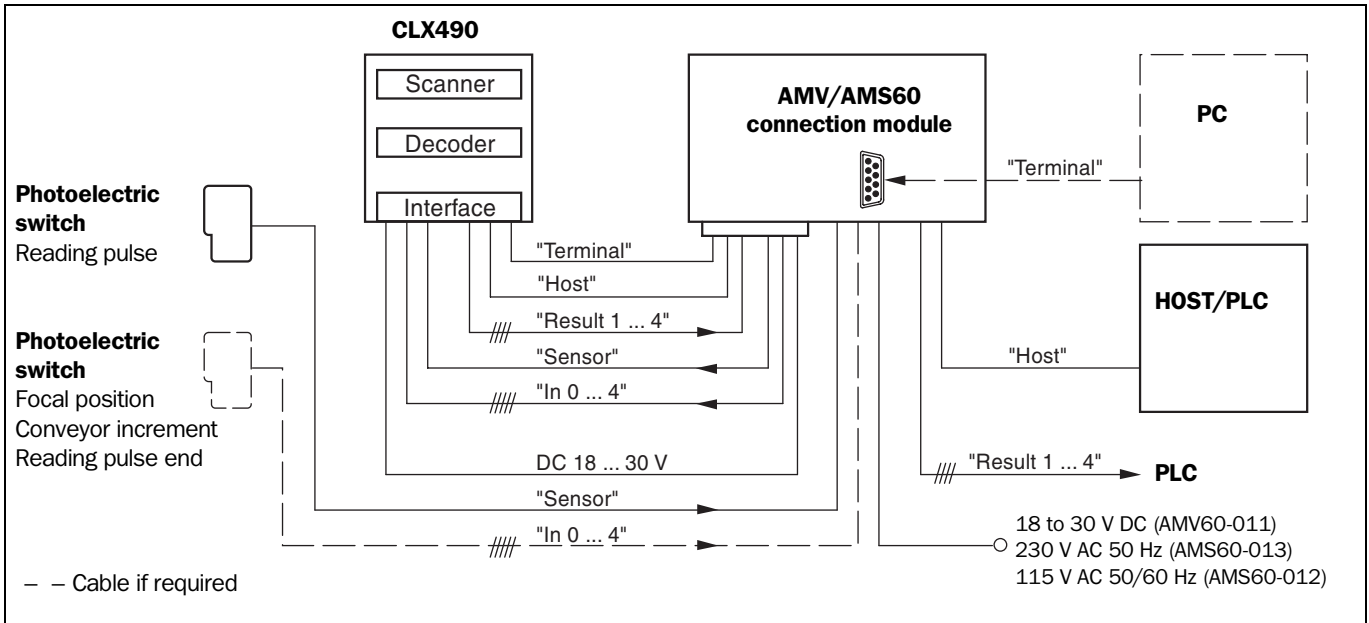 CLX490
Scanner
Decoder
Interface
AMV/AMS60
connection module
PC
"Terminal"
Photoelectric
switch
Reading pulse
"Terminal"
"Host"
"Result 1 ... 4"
"Sensor"
"In 0 ... 4"
DC 18 ... 30 V
"Sensor"
"In 0 ... 4"
HOST/PLC
"Host"
Photoelectric
switch
Focal position
Conveyor increment
Reading pulse end
"Result 1 ... 4"
PLC
18 to 30 V DC (AMV60-011)
230 V AC 50 Hz (AMS60-013)
115 V AC 50/60 Hz (AMS60-012)
– – Cable if required